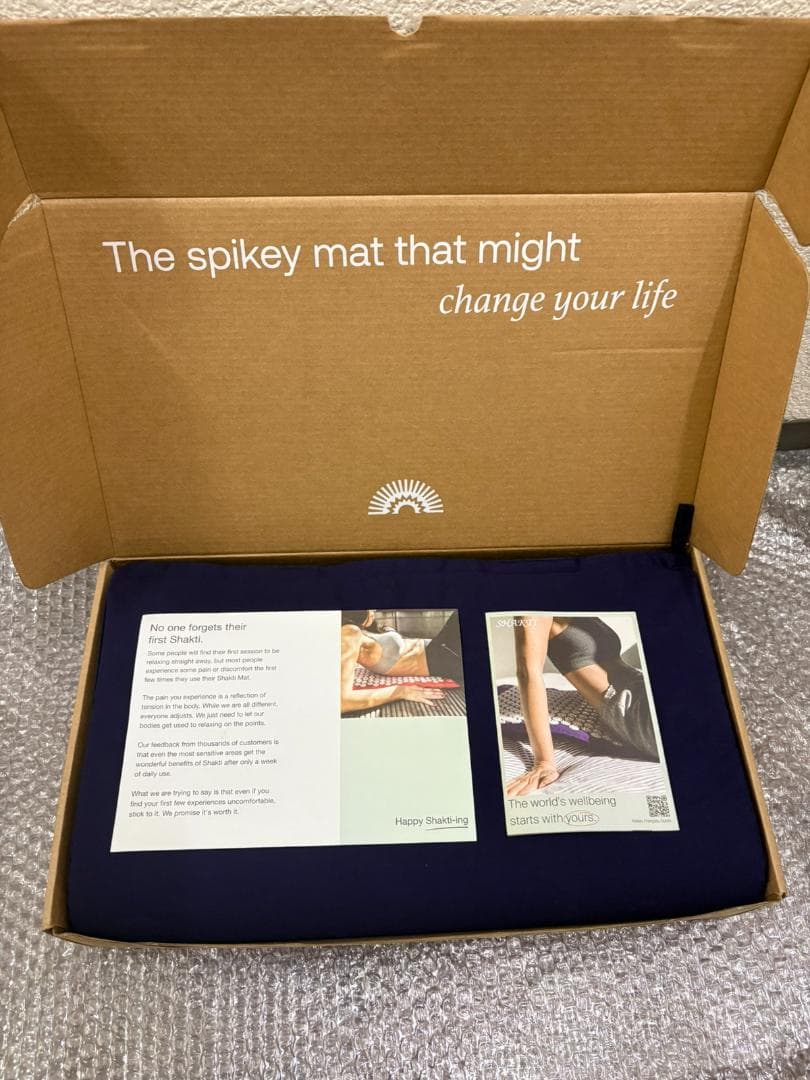 The spikey mat that might
change your life
No one forgets their
first Shakti.
Some people will find their first session to be
relaxing straight away, but most people
experience some pain or discomfort the first
few times they use their Shakti Mat.
The pain you experience is a reflection of
tension in the body. While we are all different,
everyone adjusts. We just need to let our
bodies get used to relaxing on the points.
Our feedback from thousands of customers is
that even the most sensitive areas get the
wonderful benefits of Shakti after only a week
of daily use.
What we are trying to say is that even if you
find your first few experiences uncomfortable,
stick to it. We promise it's worth it.
Happy Shakti-ing
SHAKTI
The world's wellbeing
starts with yours.